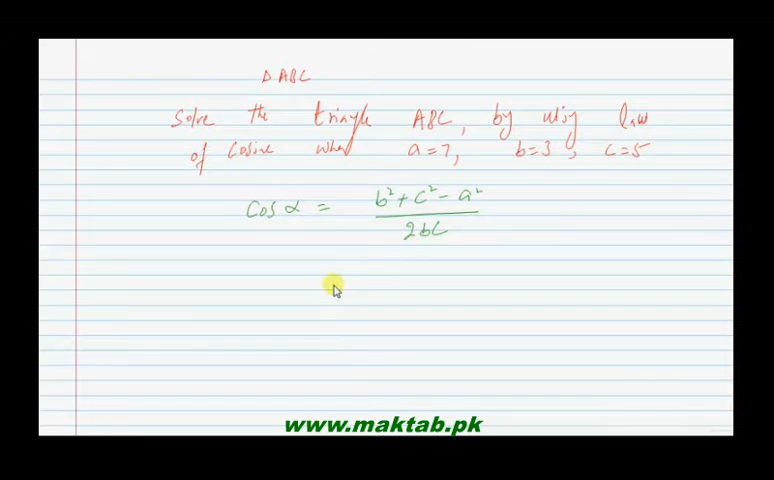 Δ ABC
Solve the triangle ABC, by using law
of Cosine when a=7, b=3, c=5
Cos α = b²+c²-a² / 2bc
www.maktab.pk